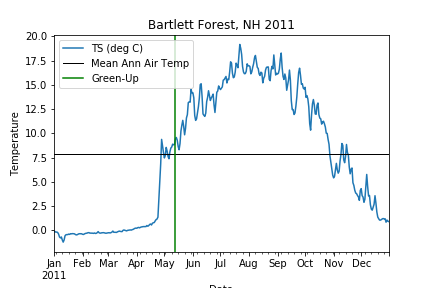 Bartlett Forest, NH 2011
TS (deg C)
Mean Ann Air Temp
Green-Up
Temperature
20.0
17.5
15.0
12.5
10.0
7.5
5.0
2.5
0.0
Jan Feb Mar Apr May Jun Jul Aug Sep Oct Nov Dec
2011